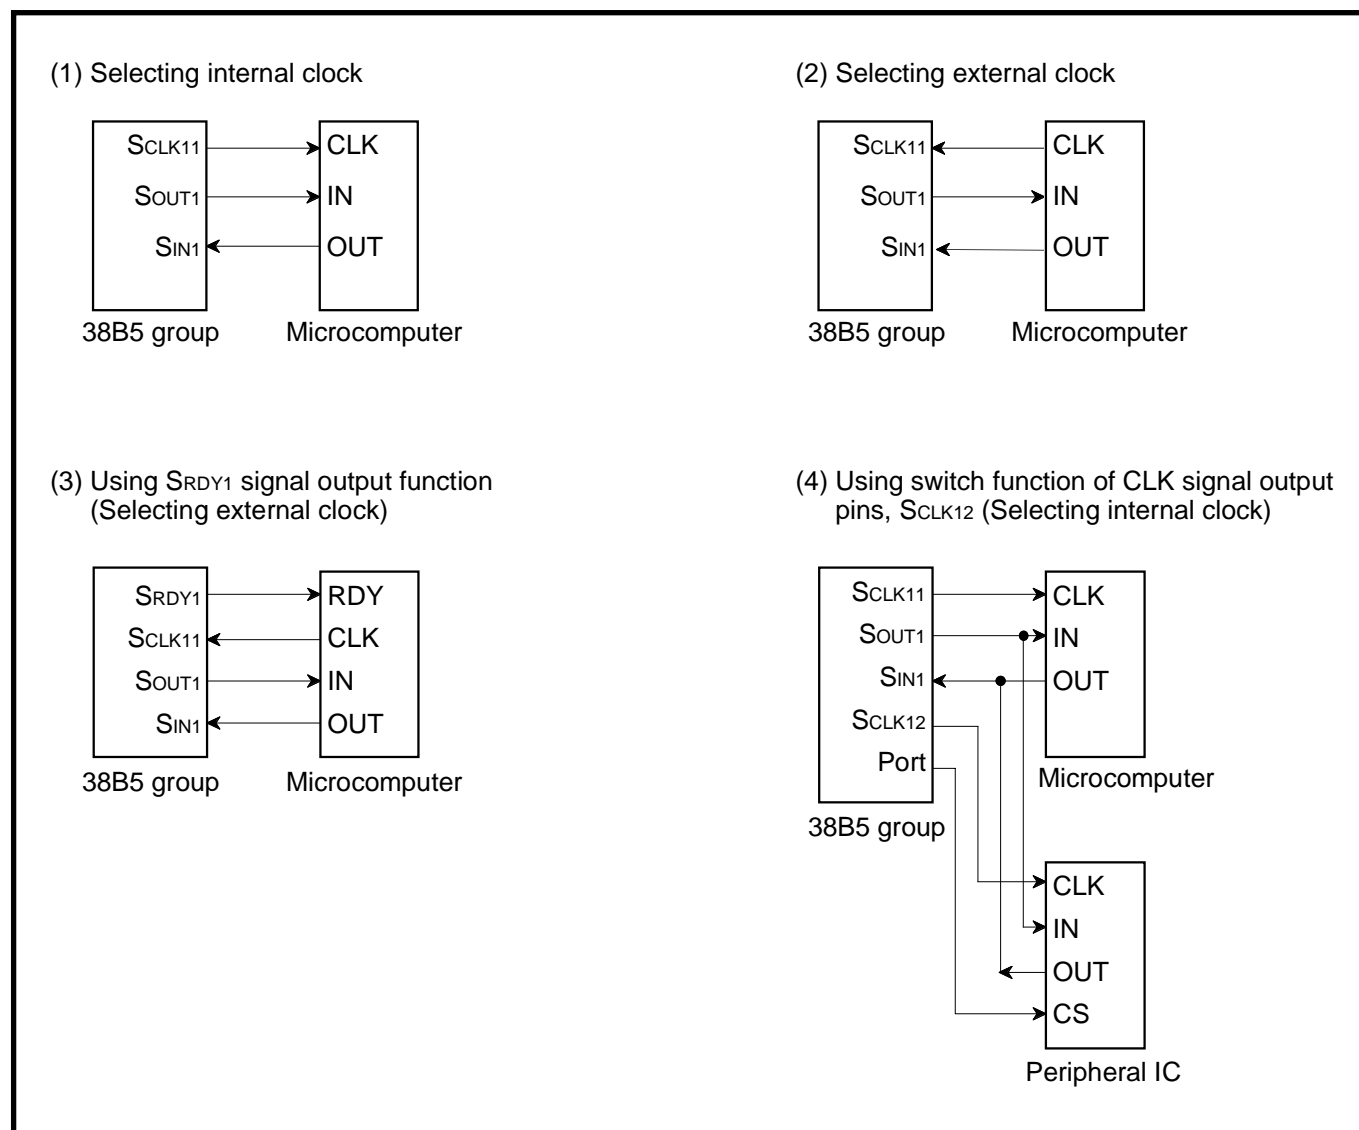 (1) Selecting internal clock
SCLK11
CLK
SOUT1
IN
SIN1
OUT
38B5 group
Microcomputer
(2) Selecting external clock
SCLK11
CLK
SOUT1
IN
SIN1
OUT
38B5 group
Microcomputer
(3) Using SRDY1 signal output function
(Selecting external clock)
SRDY1
RDY
SCLK11
CLK
SOUT1
IN
SIN1
OUT
38B5 group
Microcomputer
(4) Using switch function of CLK signal output
pins, SCLK12 (Selecting internal clock)
SCLK11
CLK
SOUT1
IN
SIN1
OUT
SCLK12
Port
Microcomputer
38B5 group
CLK
IN
OUT
CS
Peripheral IC